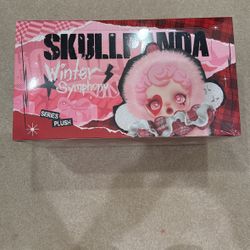 SKULLPANDA
Winter
Symphony
SERIES
PLUSH